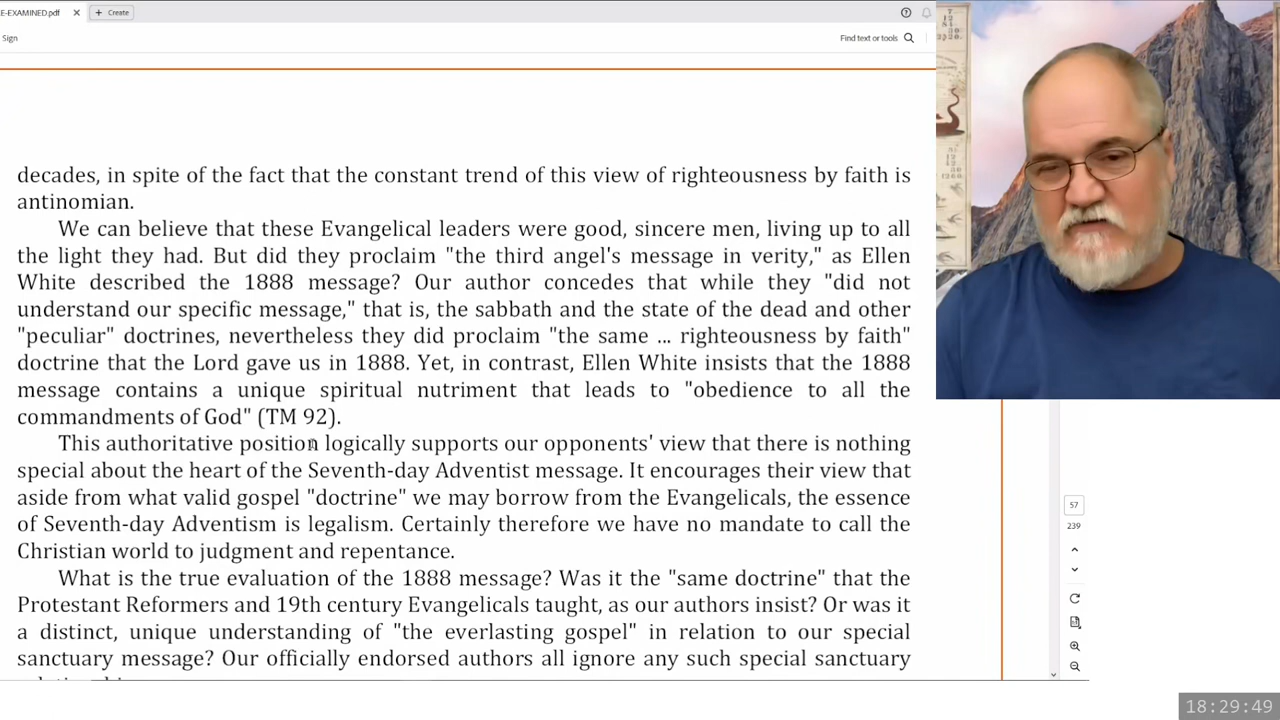 E-EXAMINED.pdf
Create
Sign
Find text or tools
decades, in spite of the fact that the constant trend of this view of righteousness by faith is
antinomian.
We can believe that these Evangelical leaders were good, sincere men, living up to all
the light they had. But did they proclaim "the third angel's message in verity," as Ellen
White described the 1888 message? Our author concedes that while they "did not
understand our specific message," that is, the sabbath and the state of the dead and other
"peculiar" doctrines, nevertheless they did proclaim "the same ... righteousness by faith"
doctrine that the Lord gave us in 1888. Yet, in contrast, Ellen White insists that the 1888
message contains a unique spiritual nutriment that leads to "obedience to all the
commandments of God" (TM 92).
This authoritative position logically supports our opponents' view that there is nothing
special about the heart of the Seventh-day Adventist message. It encourages their view that
aside from what valid gospel "doctrine" we may borrow from the Evangelicals, the essence
of Seventh-day Adventism is legalism. Certainly therefore we have no mandate to call the
Christian world to judgment and repentance.
What is the true evaluation of the 1888 message? Was it the "same doctrine" that the
Protestant Reformers and 19th century Evangelicals taught, as our authors insist? Or was it
a distinct, unique understanding of "the everlasting gospel" in relation to our special
sanctuary message? Our officially endorsed authors all ignore any such special sanctuary
57
239
18:29:49